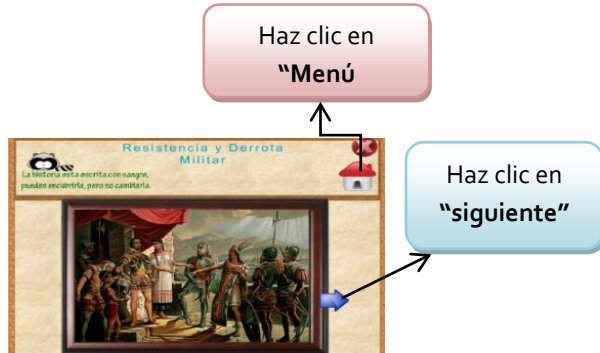 Haz clic en
“Menú
Resistencia y Derrota
Militar
La historia esta escrita con sangre,
pueden encubrirla, pero no cambiarla.
Haz clic en
“siguiente”